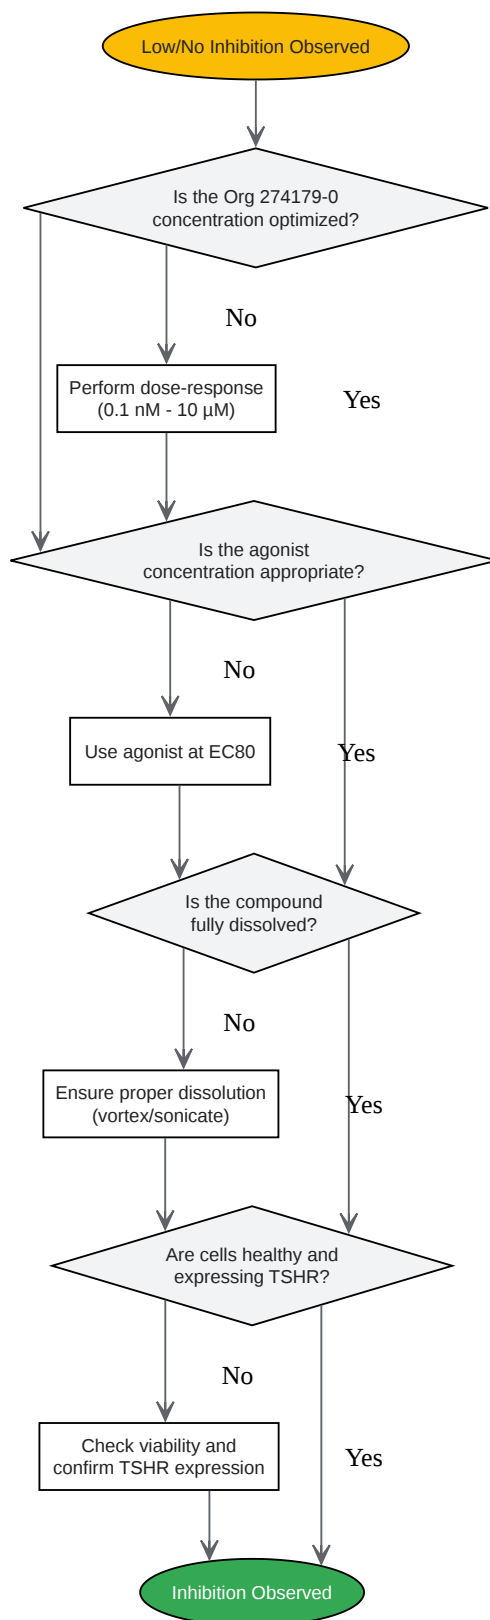 Low/No Inhibition Observed
Is the Org 274179-0
concentration optimized?
No
Perform dose-response
(0.1 nM - 10 µM)
Yes
Is the agonist
concentration appropriate?
No
Use agonist at EC80
Yes
Is the compound
fully dissolved?
No
Ensure proper dissolution
(vortex/sonicate)
Yes
Are cells healthy and
expressing TSHR?
No
Check viability and
confirm TSHR expression
Yes
Inhibition Observed